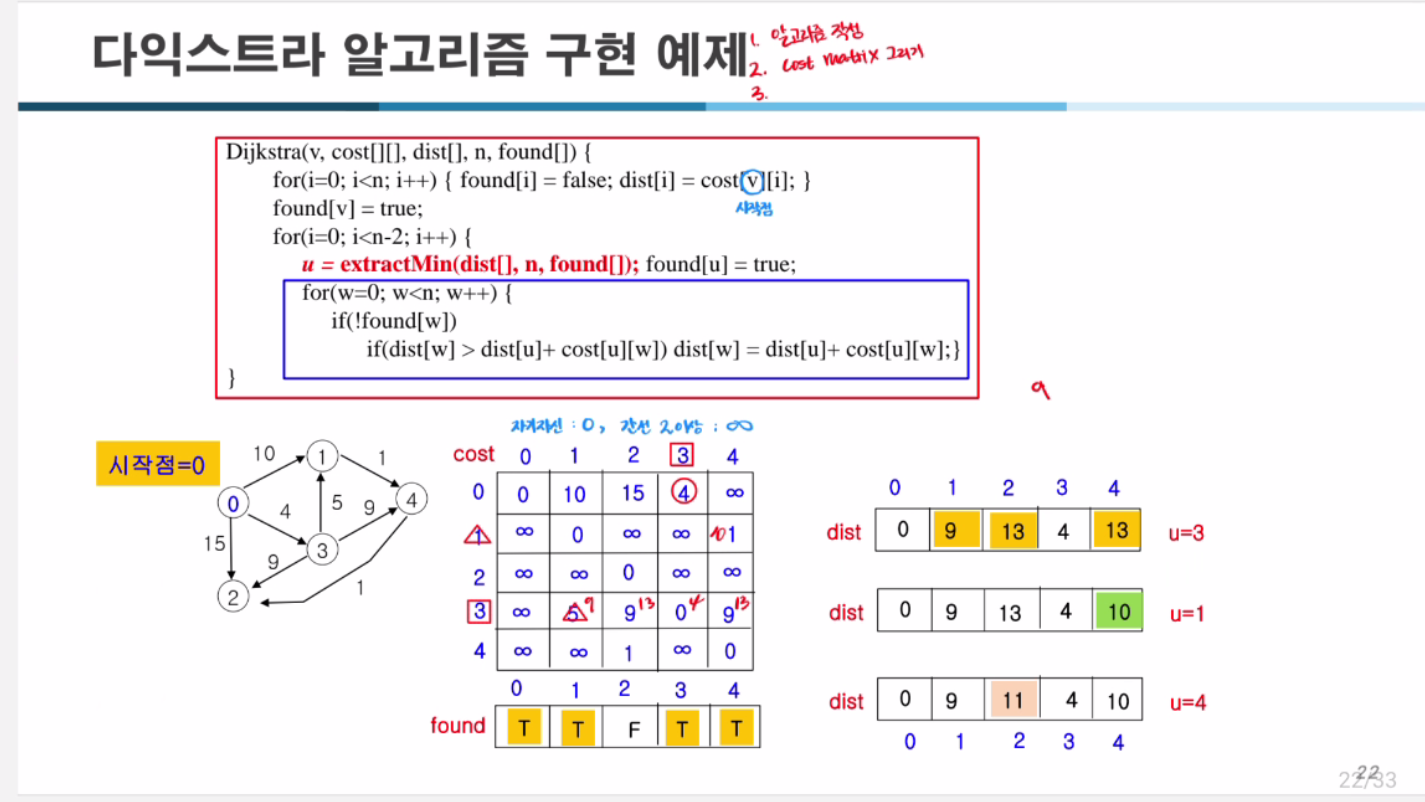 다익스트라 알고리즘 구현 예제
1. 알고리즘 작성
2. cost matrix 그리기
3.
Dijkstra(v, cost[][], dist[], n, found[]) {
for(i=0; i<n; i++) { found[i] = false; dist[i] = cost[v][i]; }
시작점
found[v] = true;
for(i=0; i<n-2; i++) {
u = extractMin(dist[], n, found[]); found[u] = true;
for(w=0; w<n; w++) {
if(!found[w])
if(dist[w] > dist[u]+ cost[u][w]) dist[w] = dist[u]+ cost[u][w];}
}
9
시작점=0
10 1 1
0 4 5 9 4
15 3
9
2 1
자기자신 : 0, 간선 2이상 : ∞
cost 0 1 2 3 4
0 0 10 15 4 ∞
1 ∞ 0 ∞ ∞ 10 1
2 ∞ ∞ 0 ∞ ∞
3 ∞ 5 9 9 13 0 4 9 13
4 ∞ ∞ 1 ∞ 0
0 1 2 3 4
found T T F T T
0 1 2 3 4
dist 0 9 13 4 13 u=3
dist 0 9 13 4 10 u=1
dist 0 9 11 4 10 u=4
0 1 2 3 4
22
22/33